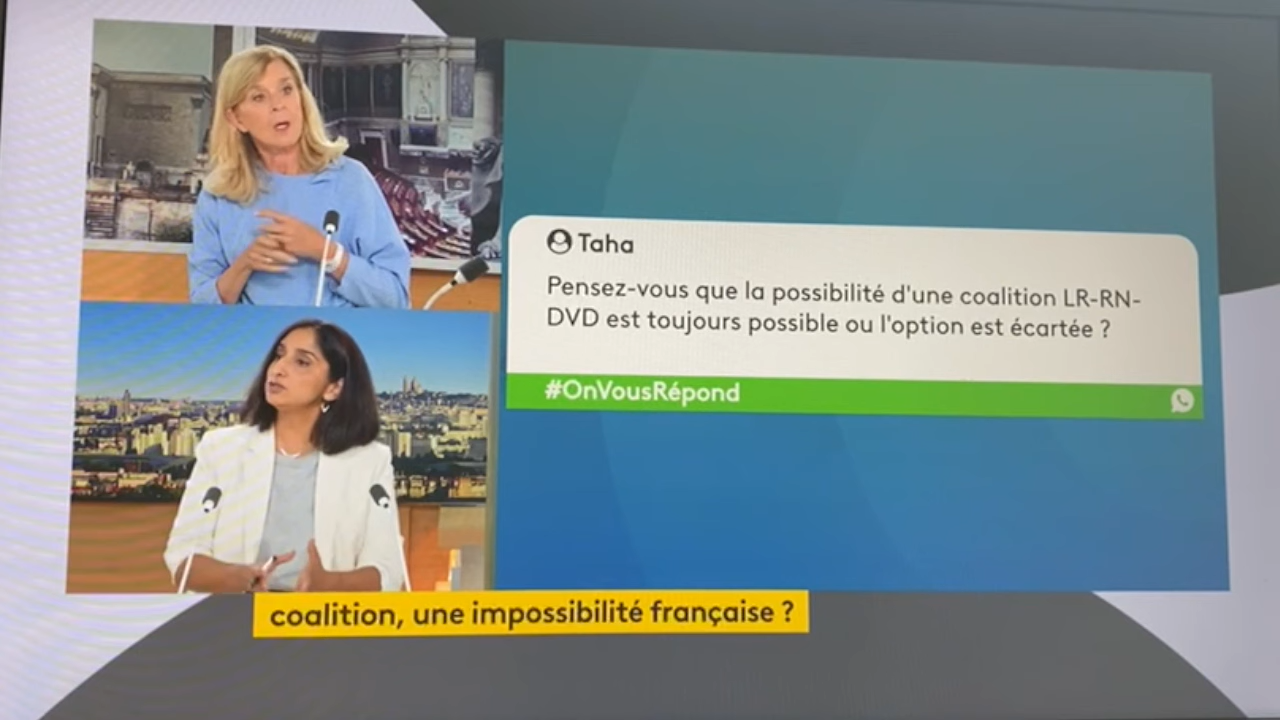 Taha
Pensez-vous que la possibilité d'une coalition LR-RN-
DVD est toujours possible ou l'option est écartée ?
#OnVousRépond
coalition, une impossibilité française ?